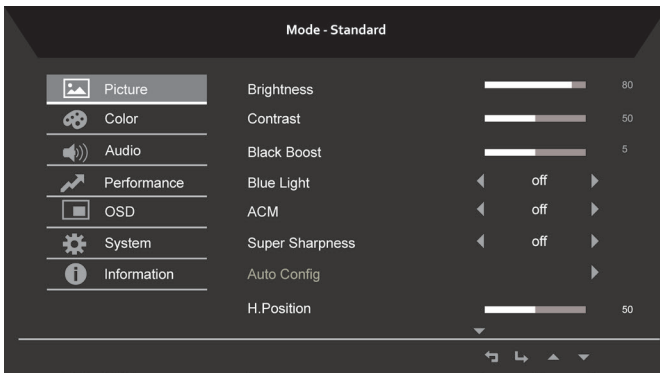 Mode - Standard
Picture
Brightness 80
Color
Contrast 50
Audio
Black Boost 5
Performance
Blue Light off
OSD
ACM off
System
Super Sharpness off
Information
Auto Config
H.Position 50